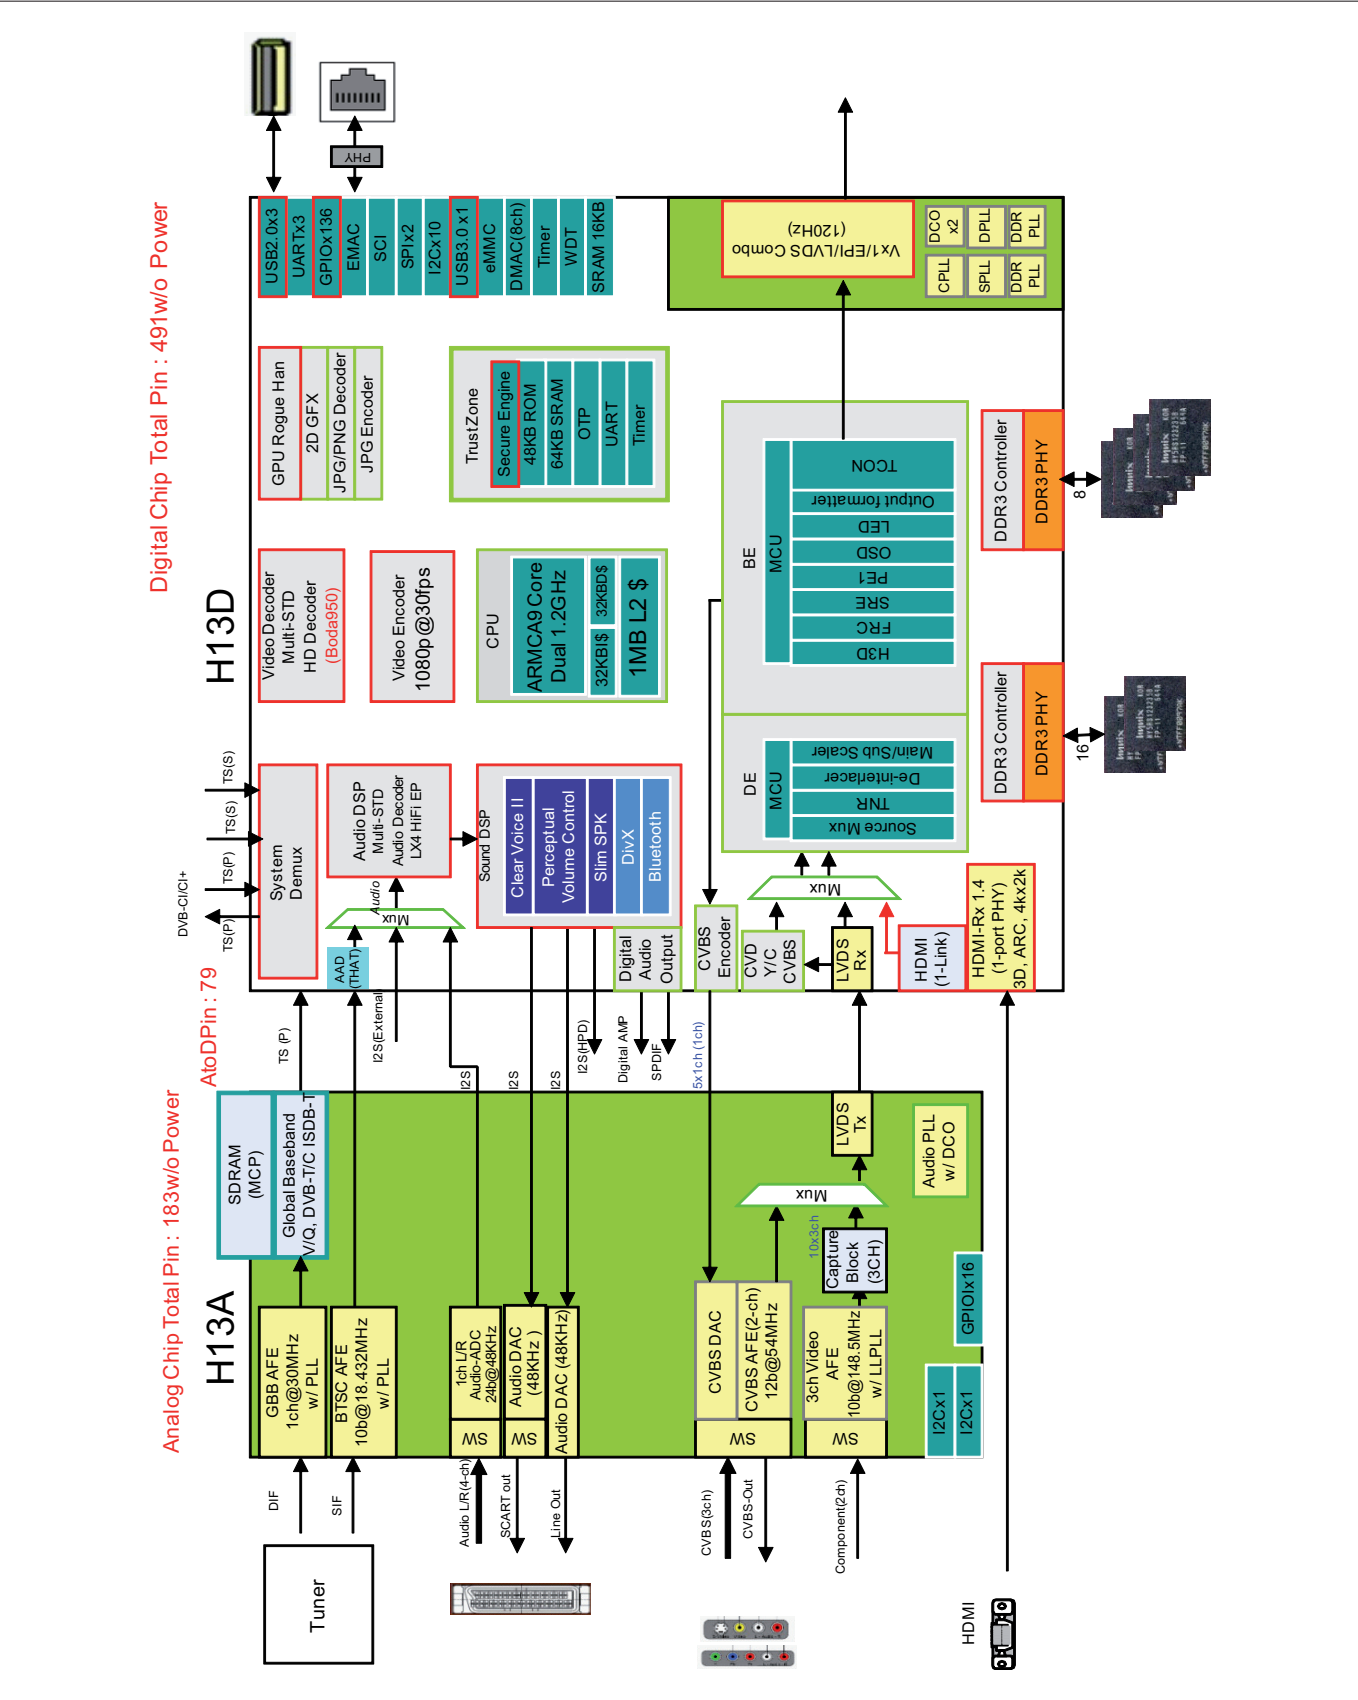 Digital Chip Total Pin : 491w/o Power
Analog Chip Total Pin : 183w/o Power
AtoDPin : 79
H13D
H13A
PHY
USB2.0x3
UARTx3
GPIOx136
EMAC
SCI
SPIx2
I2Cx10
USB3.0 x1
eMMC
DMAC(8ch)
Timer
WDT
SRAM 16KB
Vx1/EPI/LVDS Combo
(120Hz)
DCO
x2
DPLL
DDR
PLL
CPLL
SPLL
DDR
PLL
GPU Rogue Han
2D GFX
JPG/PNG Decoder
JPG Encoder
TrustZone
Secure Engine
48KB ROM
64KB SRAM
OTP
UART
Timer
Video Decoder
Multi-STD
HD Decoder
(Boda950)
Video Encoder
1080p@30fps
CPU
ARMCA9 Core
Dual 1.2GHz
32KBI$
32KBD$
1MB L2 $
BE
MCU
TCON
Output formatter
LED
OSD
PE1
SRE
FRC
H3D
DE
MCU
Main/Sub Scaler
De-interlacer
TNR
Source Mux
DDR3 Controller
DDR3 PHY
8
DDR3 Controller
DDR3 PHY
16
TS(S)
TS(S)
TS(P)
DVB-CI/CI+
TS(P)
System
Demux
Audio DSP
Multi-STD
Audio Decoder
LX4 HiFi EP
Audio
Mux
AAD
(THAT)
Sound DSP
Clear Voice II
Perceptual
Volume Control
Slim SPK
DivX
Bluetooth
Digital
Audio
Output
CVBS
Encoder
CVD
Y/C
CVBS
LVDS
Rx
Mux
HDMI
(1-Link)
HDMI-Rx 1.4
(1-port PHY)
3D, ARC, 4kx2k
TS (P)
I2S(External)
I2S
I2S
I2S
I2S(HPD)
Digital AMP
SPDIF
5x1ch (1ch)
SDRAM
(MCP)
Global Baseband
V/Q, DVB-T/C ISDB-T
LVDS
Tx
Audio PLL
w/ DCO
Mux
10x3ch
Capture
Block
(3CH)
GPIOIx16
I2Cx1
I2Cx1
GBB AFE
1ch@30MHz
w/ PLL
BTSC AFE
10b@18.432MHz
w/ PLL
1ch L/R
Audio-ADC
24b@48KHz
SW
Audio DAC
(48KHz )
SW
Audio DAC (48KHz)
CVBS DAC
CVBS AFE(2-ch)
12b@54MHz
SW
3ch Video
AFE
10b@148.5MHz
w/ LLPLL
SW
DIF
SIF
Audio L/R(4-ch)
SCART out
Line Out
CVBS(3ch)
CVBS-Out
Component(2ch)
Tuner
HDMI